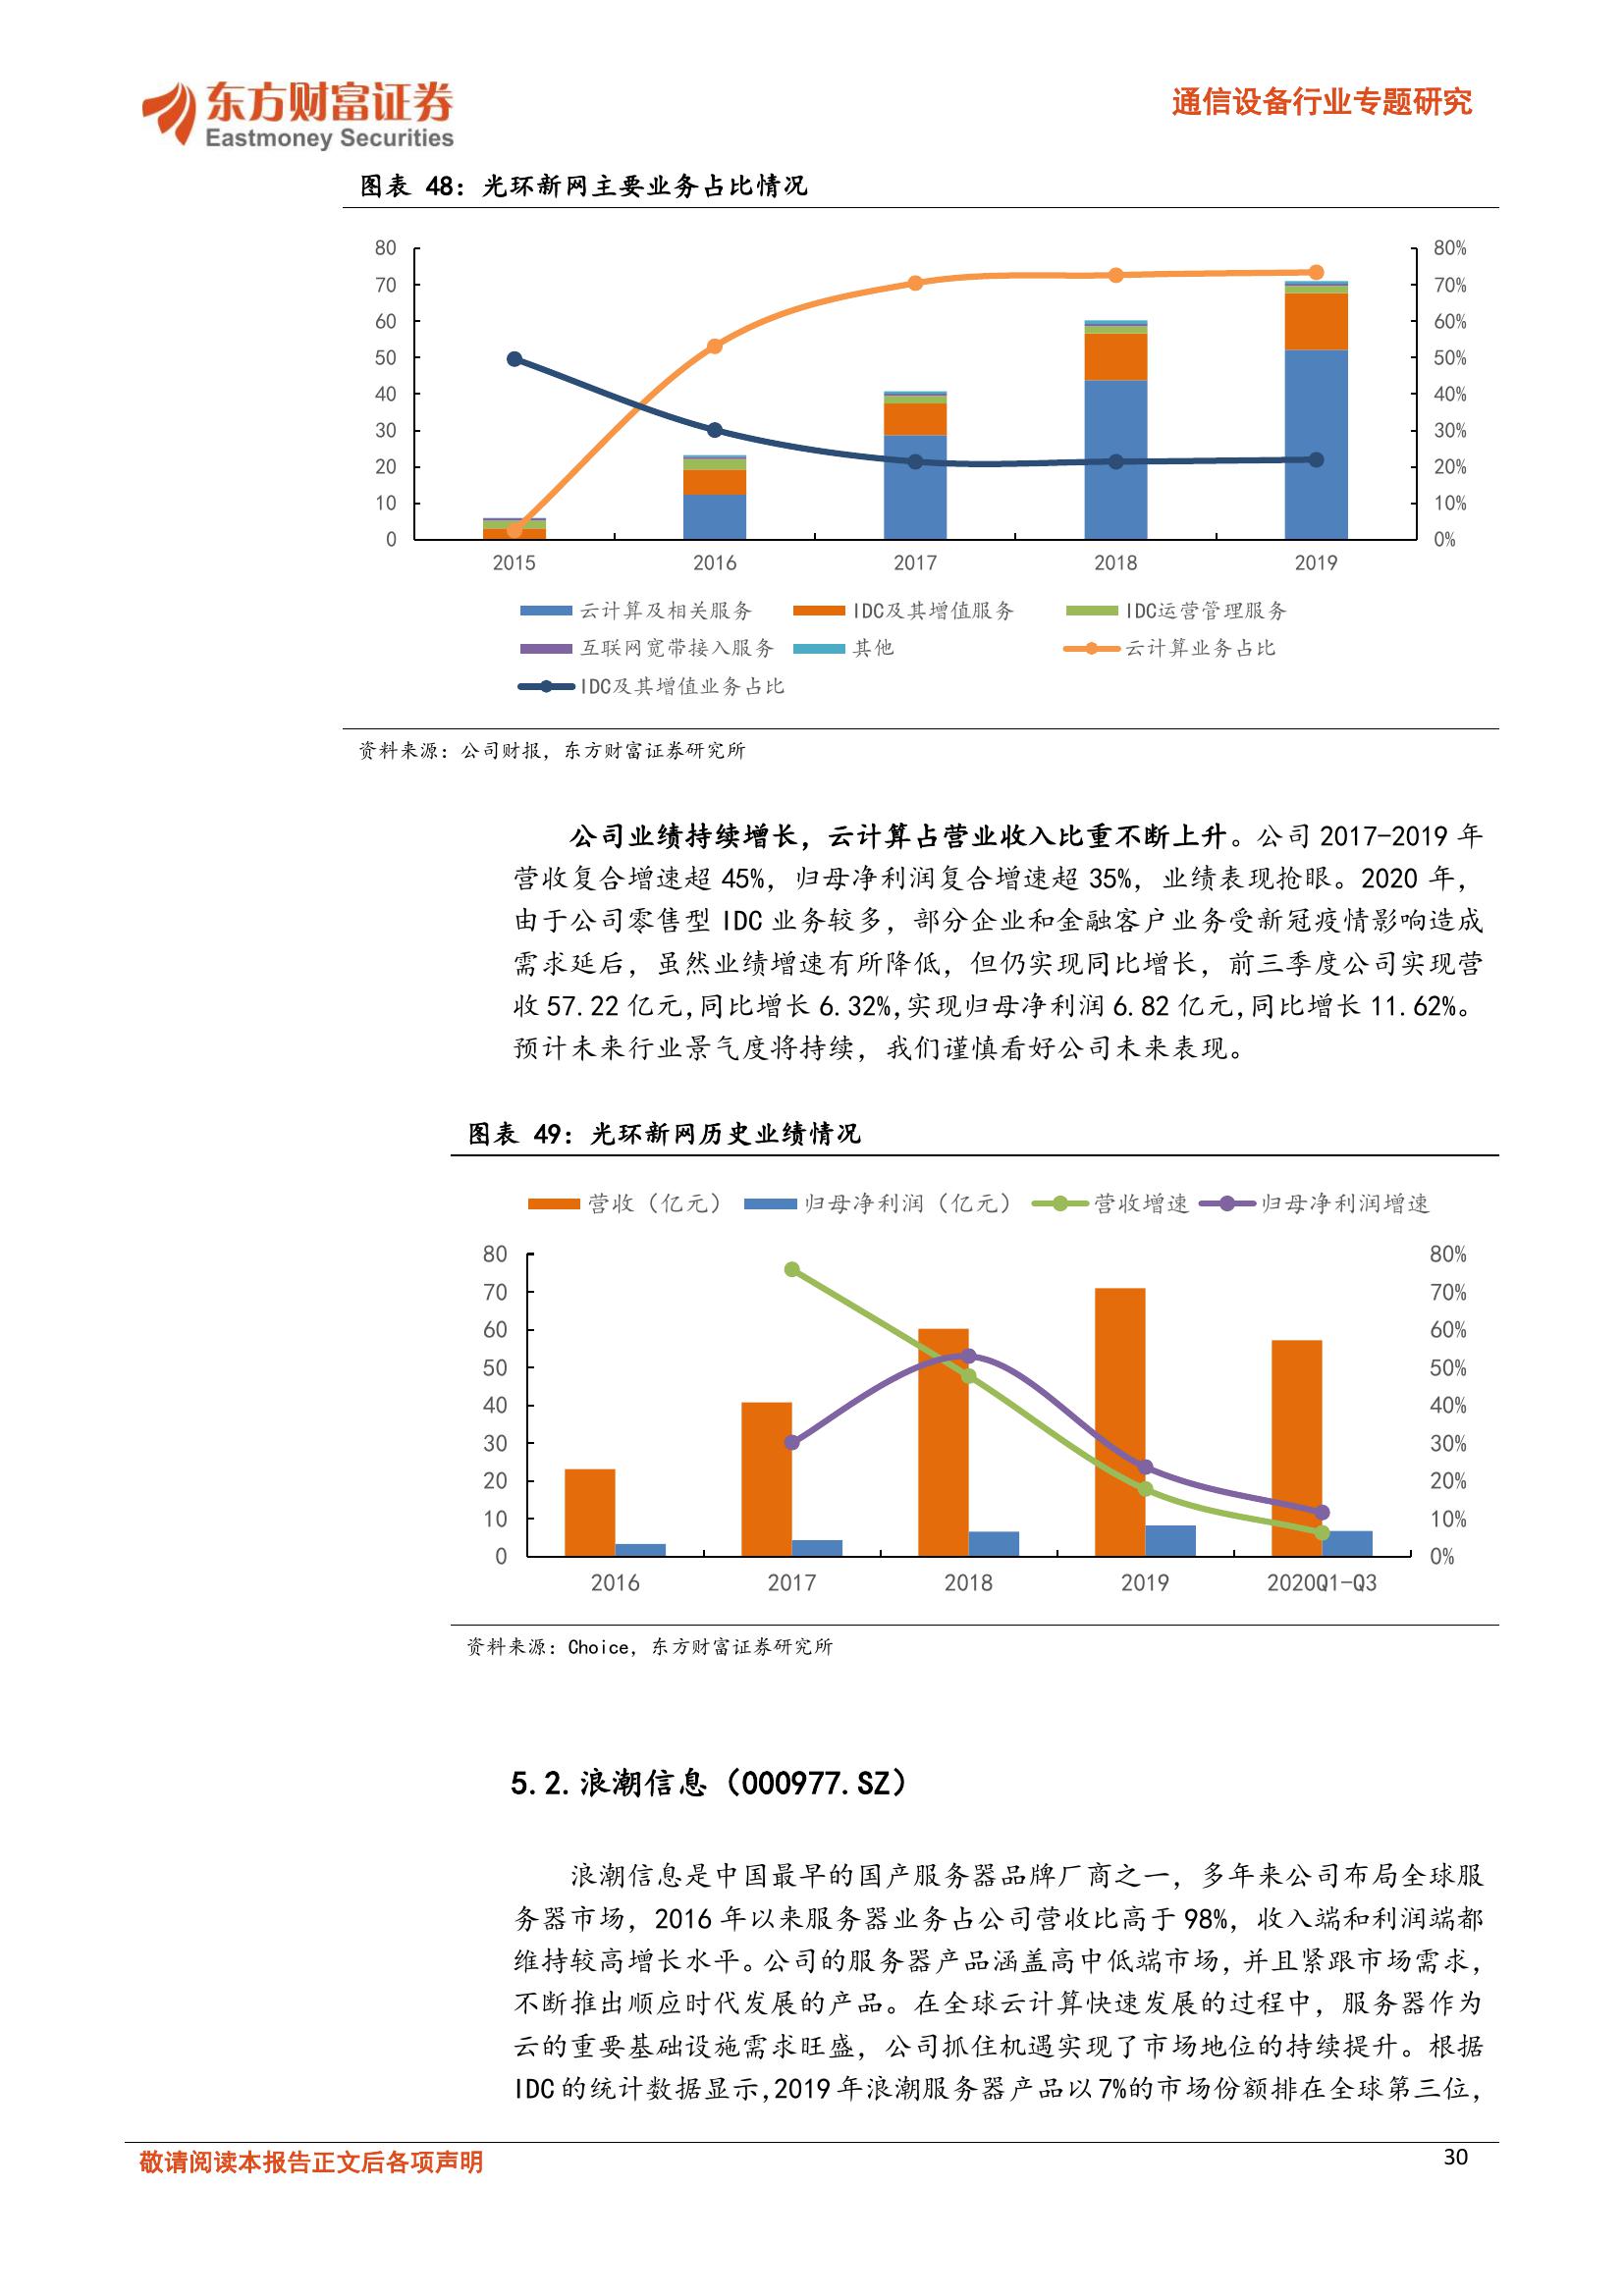 东方财富证券
Eastmoney Securities
通信设备行业专题研究
图表 48：光环新网主要业务占比情况
80 80%
70 70%
60 60%
50 50%
40 40%
30 30%
20 20%
10 10%
0 0%
2015 2016 2017 2018 2019
云计算及相关服务 IDC及其增值服务 IDC运营管理服务
互联网宽带接入服务 其他 云计算业务占比
IDC及其增值业务占比
资料来源：公司财报，东方财富证券研究所
公司业绩持续增长，云计算占营业收入比重不断上升。公司 2017-2019 年
营收复合增速超 45%，归母净利润复合增速超 35%，业绩表现抢眼。2020 年，
由于公司零售型 IDC 业务较多，部分企业和金融客户业务受新冠疫情影响造成
需求延后，虽然业绩增速有所降低，但仍实现同比增长，前三季度公司实现营
收 57.22 亿元,同比增长 6.32%,实现归母净利润 6.82 亿元,同比增长 11.62%。
预计未来行业景气度将持续，我们谨慎看好公司未来表现。
图表 49：光环新网历史业绩情况
营收（亿元） 归母净利润（亿元） 营收增速 归母净利润增速
80 80%
70 70%
60 60%
50 50%
40 40%
30 30%
20 20%
10 10%
0 0%
2016 2017 2018 2019 2020Q1-Q3
资料来源：Choice，东方财富证券研究所
5.2.浪潮信息（000977.SZ）
浪潮信息是中国最早的国产服务器品牌厂商之一，多年来公司布局全球服
务器市场，2016 年以来服务器业务占公司营收比高于 98%，收入端和利润端都
维持较高增长水平。公司的服务器产品涵盖高中低端市场，并且紧跟市场需求，
不断推出顺应时代发展的产品。在全球云计算快速发展的过程中，服务器作为
云的重要基础设施需求旺盛，公司抓住机遇实现了市场地位的持续提升。根据
IDC 的统计数据显示,2019 年浪潮服务器产品以 7%的市场份额排在全球第三位，
敬请阅读本报告正文后各项声明
30